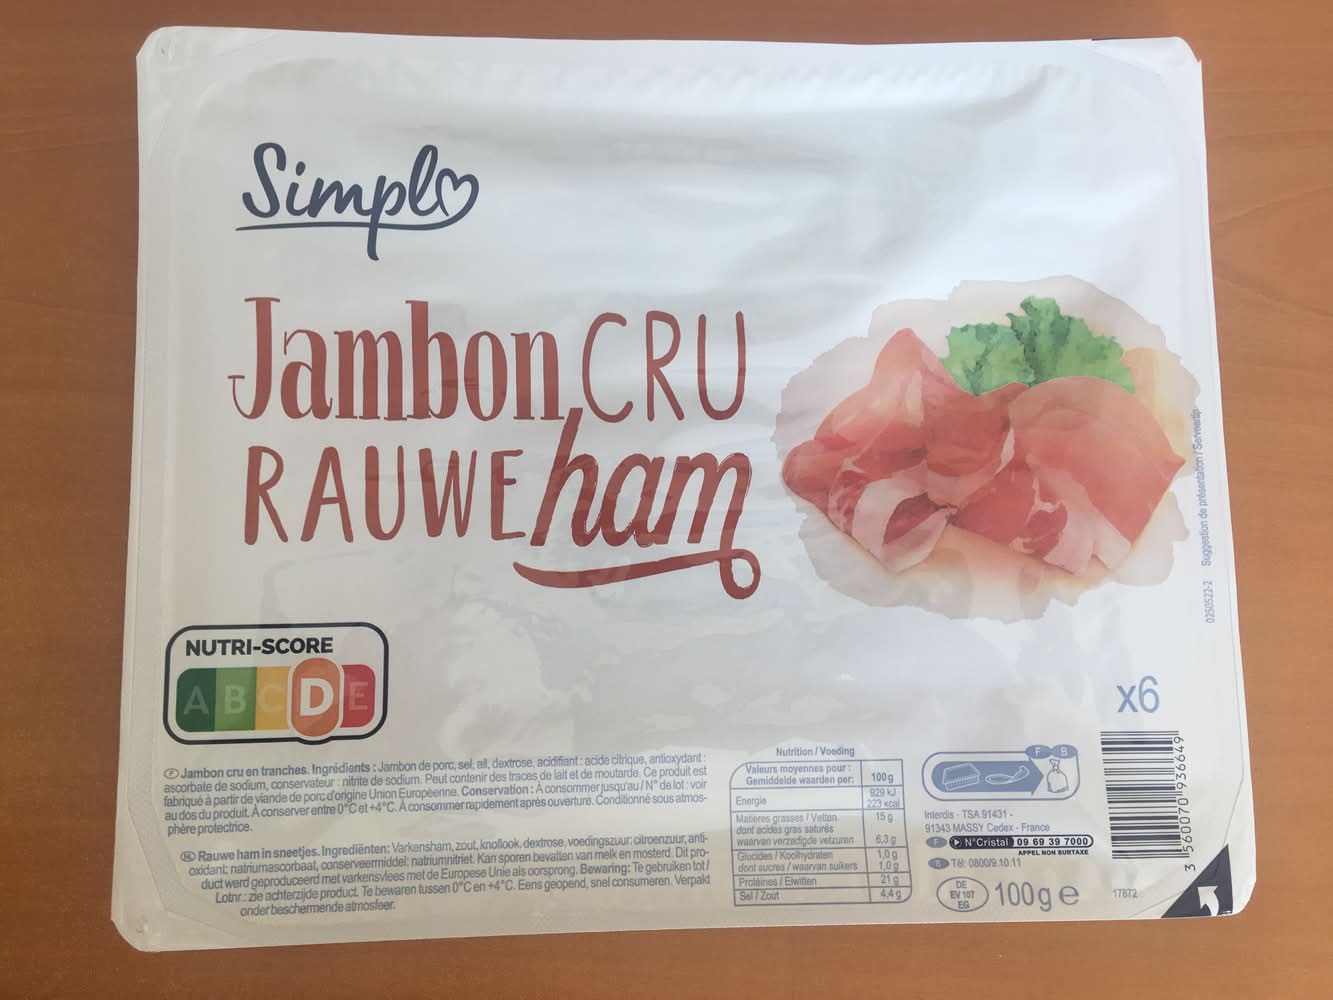 Simpl
Jambon CRU
RAUWE ham
NUTRI-SCORE
A B C D E
F Jambon cru en tranches. Ingrédients : Jambon de porc, sel, ail, dextrose, acidifiant : acide citrique, antioxydant :
ascorbate de sodium, conservateur : nitrite de sodium. Peut contenir des traces de lait et de moutarde. Ce produit est
fabriqué à partir de viande de porc d'origine Union Européenne. Conservation : À consommer jusqu'au / N° de lot : voir
au dos du produit. À conserver entre 0°C et +4°C. À consommer rapidement après ouverture. Conditionné sous atmos-
phère protectrice.
NL Rauwe ham in sneetjes. Ingrediënten: Varkensham, zout, knoflook, dextrose, voedingszuur: citroenzuur, anti-
oxidant: natriumascorbaat, conserveermiddel: natriumnitriet. Kan sporen bevatten van melk en mosterd. Dit pro-
duct werd geproduceerd met varkensvlees met de Europese Unie als oorsprong. Bewaring: Te gebruiken tot /
Lotnr.: zie achterzijde product. Te bewaren tussen 0°C en +4°C. Eens geopend, snel consumeren. Verpakt
onder beschermende atmosfeer.
Nutrition / Voeding
Valeurs moyennes pour : 100 g
Gemiddelde waarden per:
Energie 929 kJ
223 kcal
Matières grasses / Vetten 15 g
dont acides gras saturés
waarvan verzadigde vetzuren 6,3 g
Glucides / Koolhydraten 1,0 g
dont sucres / waarvan suikers 1,0 g
Protéines / Eiwitten 21 g
Sel / Zout 4,4 g
F B
Interdis - TSA 91431 -
91343 MASSY Cedex - France
F N°Cristal 09 69 39 7000
APPEL NON SURTAXE
B Tél: 0800/9.10.11
DE
EV 107
EG
100 g e
x6
3 560070 936649
17872
0250522-2 Suggestion de présentation / Serveertip